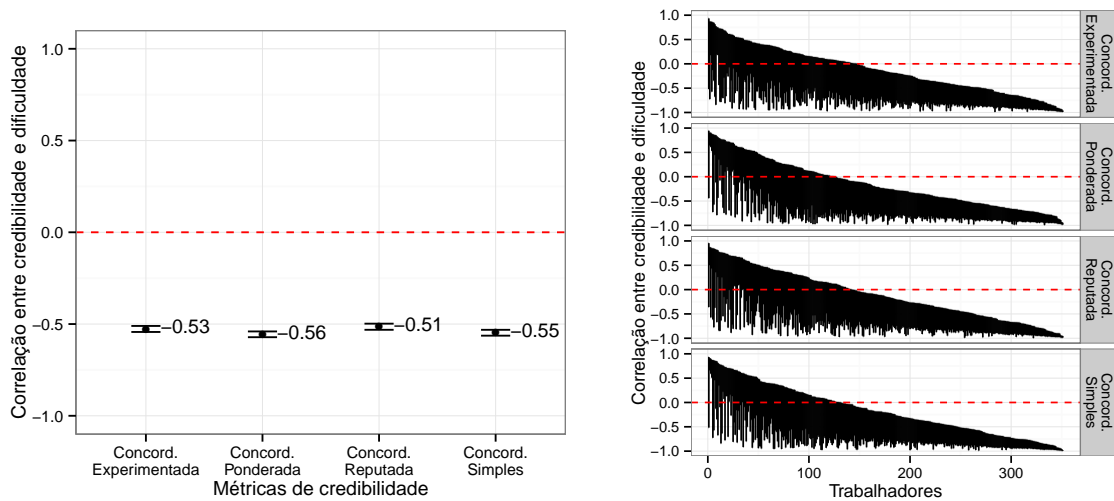 Correlação entre credibilidade e dificuldade
1.0
0.5
0.0
−0.5
−1.0
−0.53
−0.56
−0.51
−0.55
Concord.
Experimentada
Concord.
Ponderada
Concord.
Reputada
Concord.
Simples
Métricas de credibilidade
Correlação entre credibilidade e dificuldade
1.0
0.5
0.0
−0.5
−1.0
Concord.
Experimentada
1.0
0.5
0.0
−0.5
−1.0
Concord.
Ponderada
1.0
0.5
0.0
−0.5
−1.0
Concord.
Reputada
1.0
0.5
0.0
−0.5
−1.0
Concord.
Simples
0
100
200
300
Trabalhadores